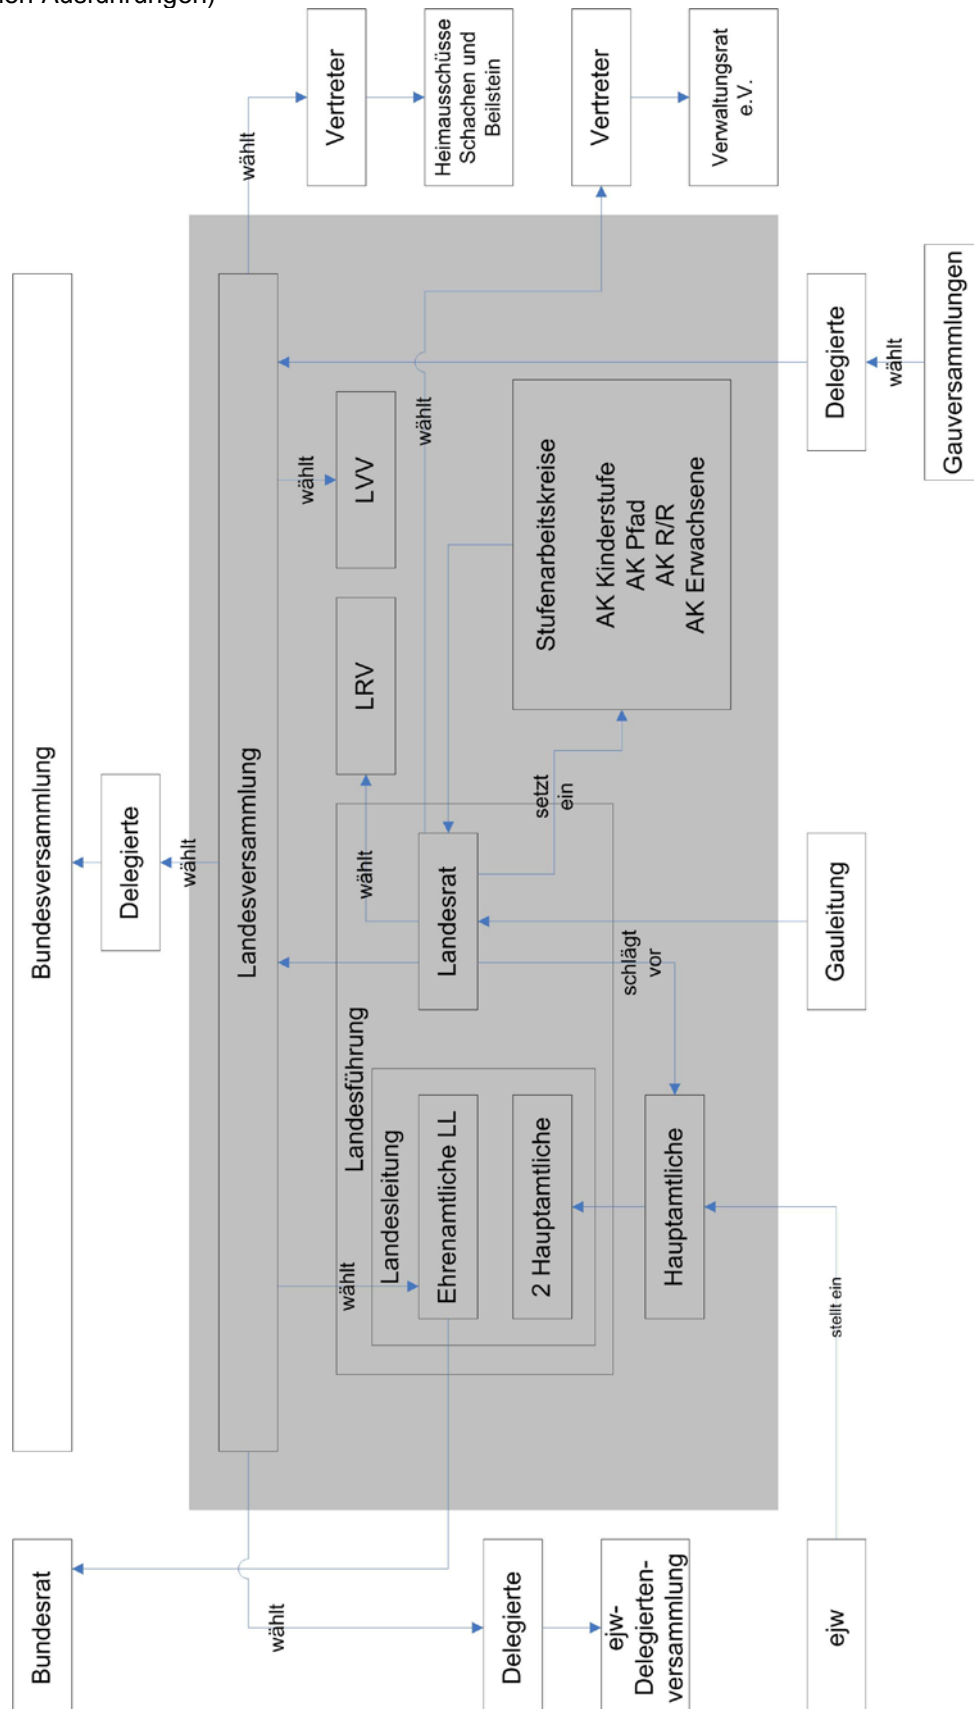 Ausführungen)
Bundesrat
Bundesversammlung
Delegierte
wählt
Landesversammlung
wählt
wählt
wählt
Vertreter
wählt
LRV
LVV
Landesführung
wählt
Landesleitung
Ehrenamtliche LL
Landesrat
wählt
Heimausschüsse
Schachen und
Beilstein
Delegierte
2 Hauptamtliche
setzt
ein
Stufenarbeitskreise
AK Kinderstufe
AK Pfad
AK R/R
AK Erwachsene
Vertreter
ejw-
Delegierten-
versammlung
schlägt
vor
Hauptamtliche
Verwaltungsrat
e.V.
ejw
stellt ein
Gauleitung
Delegierte
wählt
Gauversammlungen